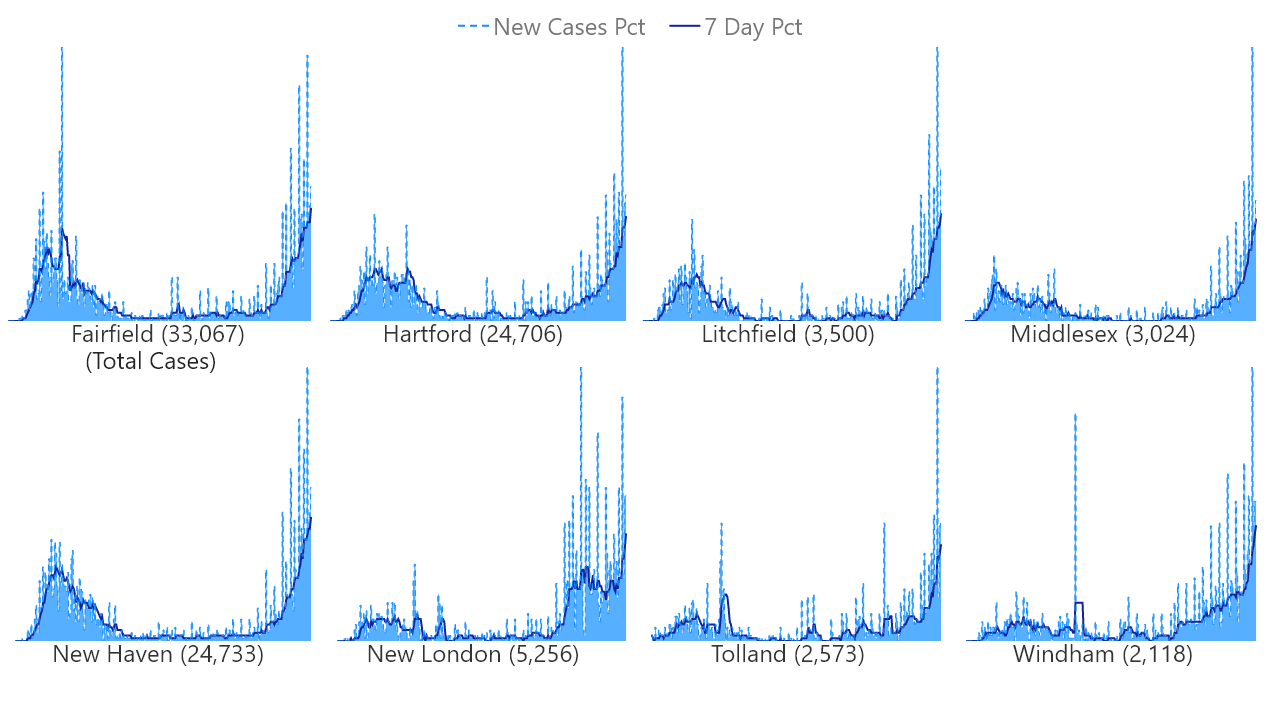 New Cases Pct 7 Day Pct
Fairfield (33,067)
(Total Cases)
Hartford (24,706)
Litchfield (3,500)
Middlesex (3,024)
New Haven (24,733)
New London (5,256)
Tolland (2,573)
Windham (2,118)